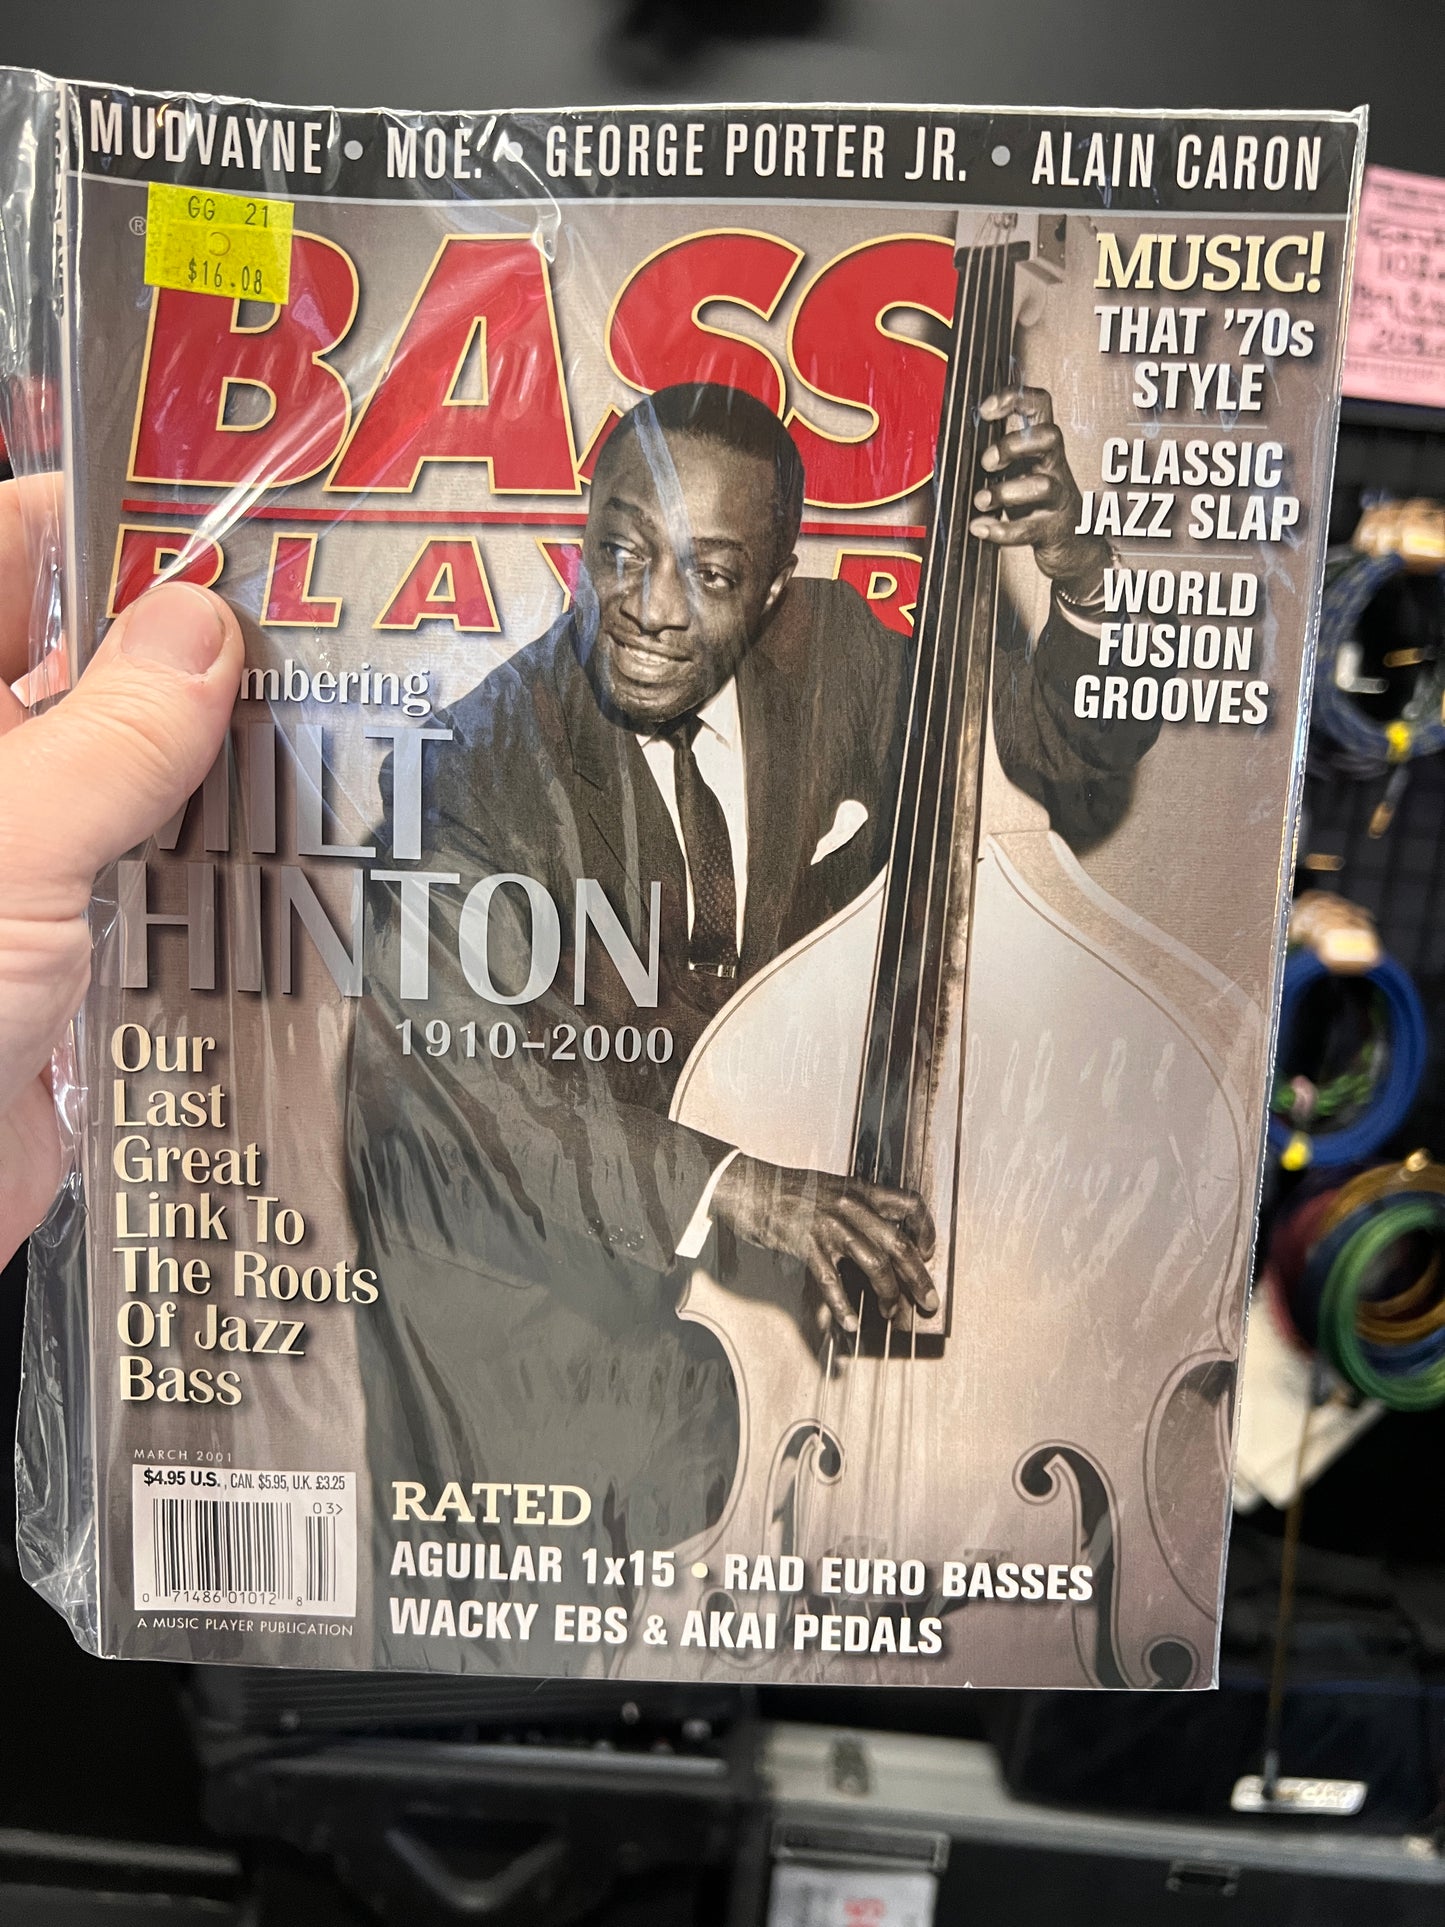 MUDVAYNE • MOE. • GEORGE PORTER JR. • ALAIN CARON
GG 21
$16.08
®
BASS
PLAYER
MUSIC!
THAT '70s
STYLE
CLASSIC
JAZZ SLAP
WORLD
FUSION
GROOVES
mbering
MILT
HINTON
1910–2000
Our
Last
Great
Link To
The Roots
Of Jazz
Bass
MARCH 2001
$4.95 U.S., CAN. $5.95, U.K. £3.25
03>
0 71486 01012 8
A MUSIC PLAYER PUBLICATION
RATED
AGUILAR 1x15 • RAD EURO BASSES
WACKY EBS & AKAI PEDALS